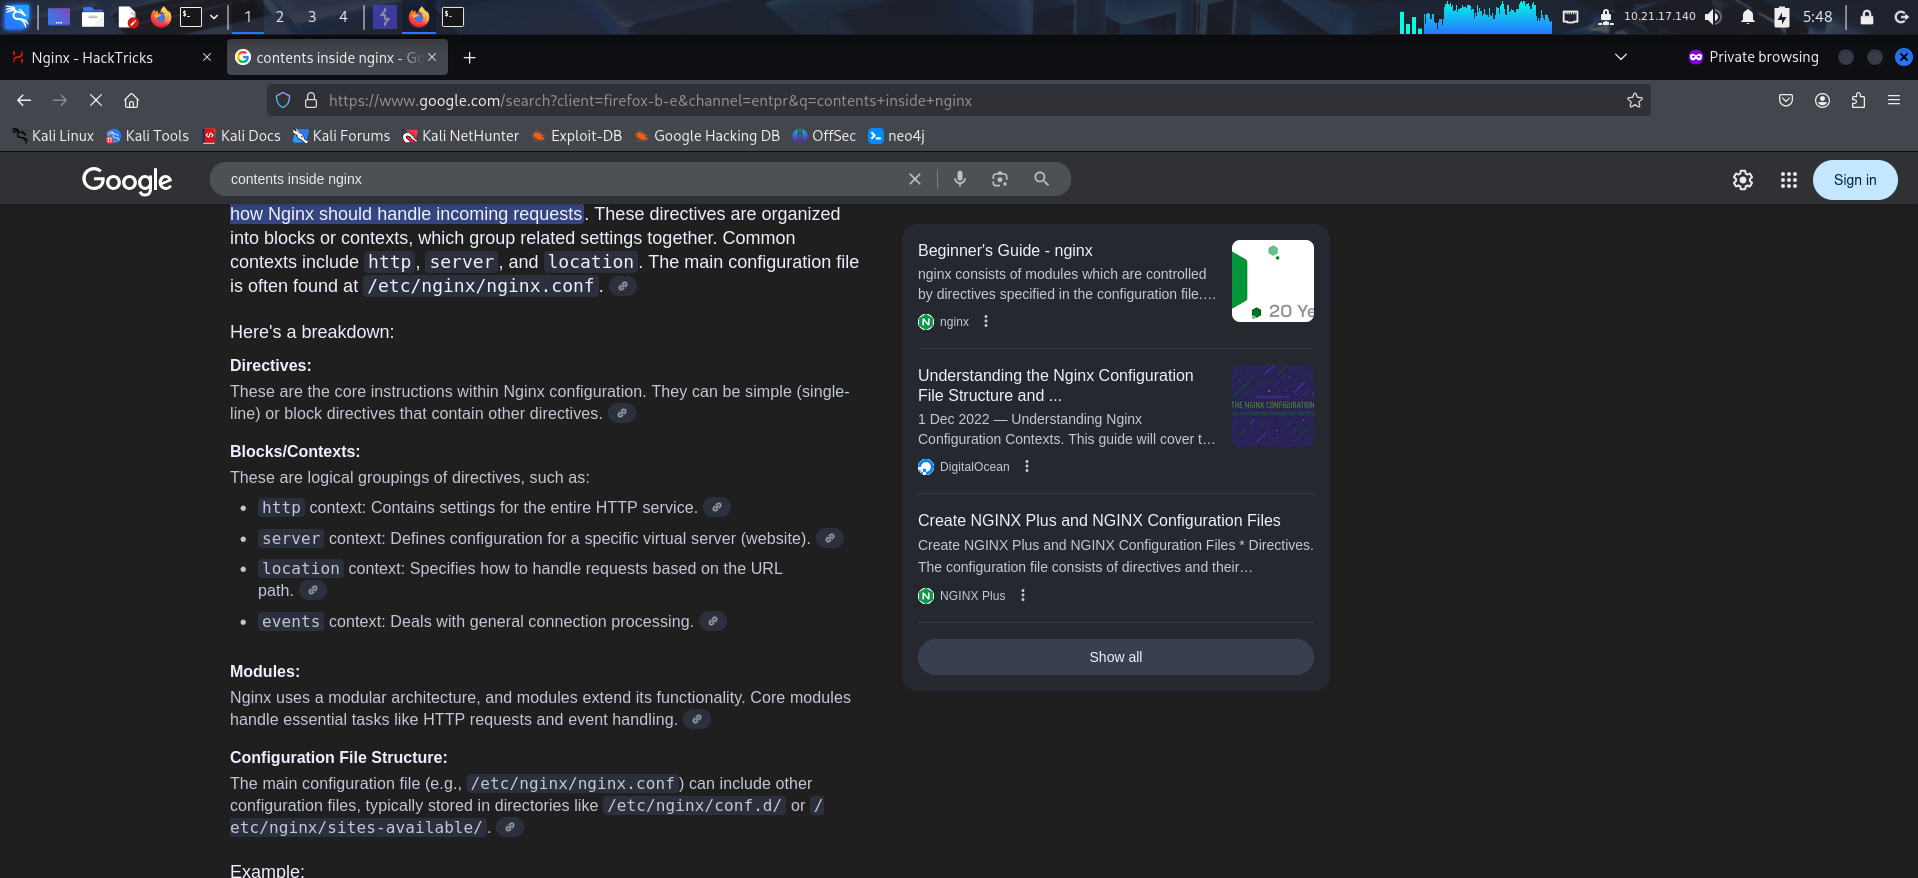 1 2 3 4 10.21.17.140 5:48
Nginx - HackTricks
contents inside nginx - Go
Private browsing
https://www.google.com/search?client=firefox-b-e&channel=entpr&q=contents+inside+nginx
Kali Linux Kali Tools Kali Docs Kali Forums Kali NetHunter Exploit-DB Google Hacking DB OffSec neo4j
Google
contents inside nginx
Sign in
how Nginx should handle incoming requests. These directives are organized
into blocks or contexts, which group related settings together. Common
contexts include http, server, and location. The main configuration file
is often found at /etc/nginx/nginx.conf.
Here's a breakdown:
Directives:
These are the core instructions within Nginx configuration. They can be simple (single-
line) or block directives that contain other directives.
Blocks/Contexts:
These are logical groupings of directives, such as:
• http context: Contains settings for the entire HTTP service.
• server context: Defines configuration for a specific virtual server (website).
• location context: Specifies how to handle requests based on the URL
path.
• events context: Deals with general connection processing.
Modules:
Nginx uses a modular architecture, and modules extend its functionality. Core modules
handle essential tasks like HTTP requests and event handling.
Configuration File Structure:
The main configuration file (e.g., /etc/nginx/nginx.conf) can include other
configuration files, typically stored in directories like /etc/nginx/conf.d/ or /
etc/nginx/sites-available/.
Example:
Beginner's Guide - nginx
nginx consists of modules which are controlled
by directives specified in the configuration file....
20 Ye
nginx
Understanding the Nginx Configuration
File Structure and ...
1 Dec 2022 — Understanding Nginx
Configuration Contexts. This guide will cover t...
THE NGINX CONFIGURATION
DigitalOcean
Create NGINX Plus and NGINX Configuration Files
Create NGINX Plus and NGINX Configuration Files * Directives.
The configuration file consists of directives and their...
NGINX Plus
Show all